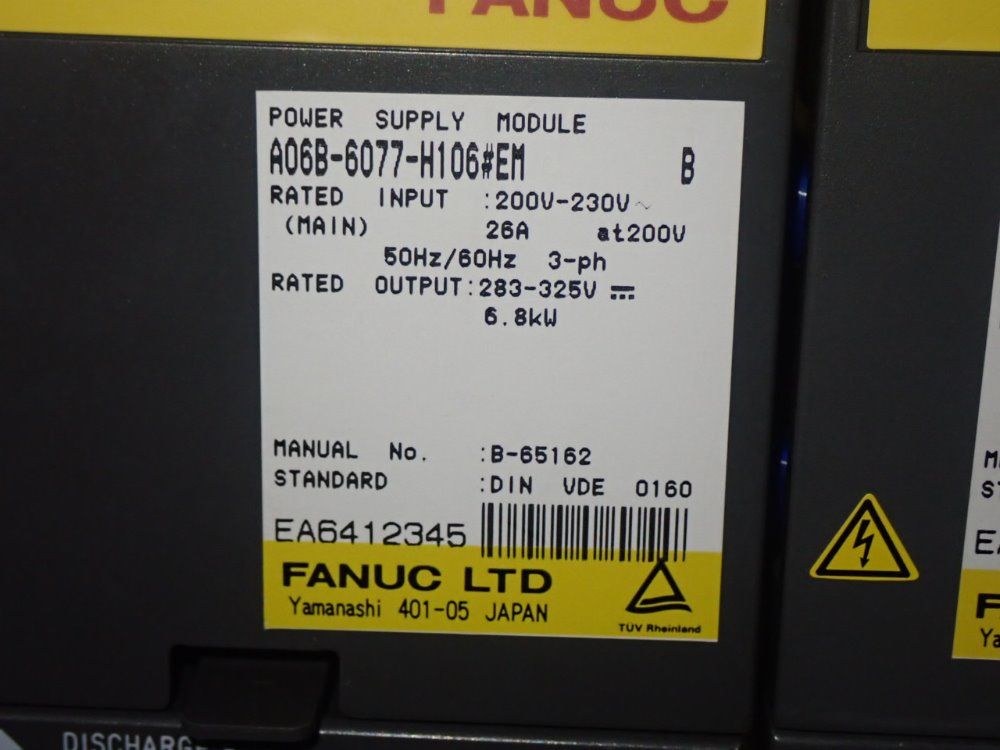 FANUC
POWER SUPPLY MODULE
A06B-6077-H106#EM B
RATED INPUT :200V-230V~
(MAIN) 26A at200V
50Hz/60Hz 3-ph
RATED OUTPUT:283-325V ⎓
6.8kW
MANUAL No. :B-65162
STANDARD :DIN VDE 0160
EA6412345
FANUC LTD
Yamanashi 401-05 JAPAN
TÜV Rheinland
DISCHARGE